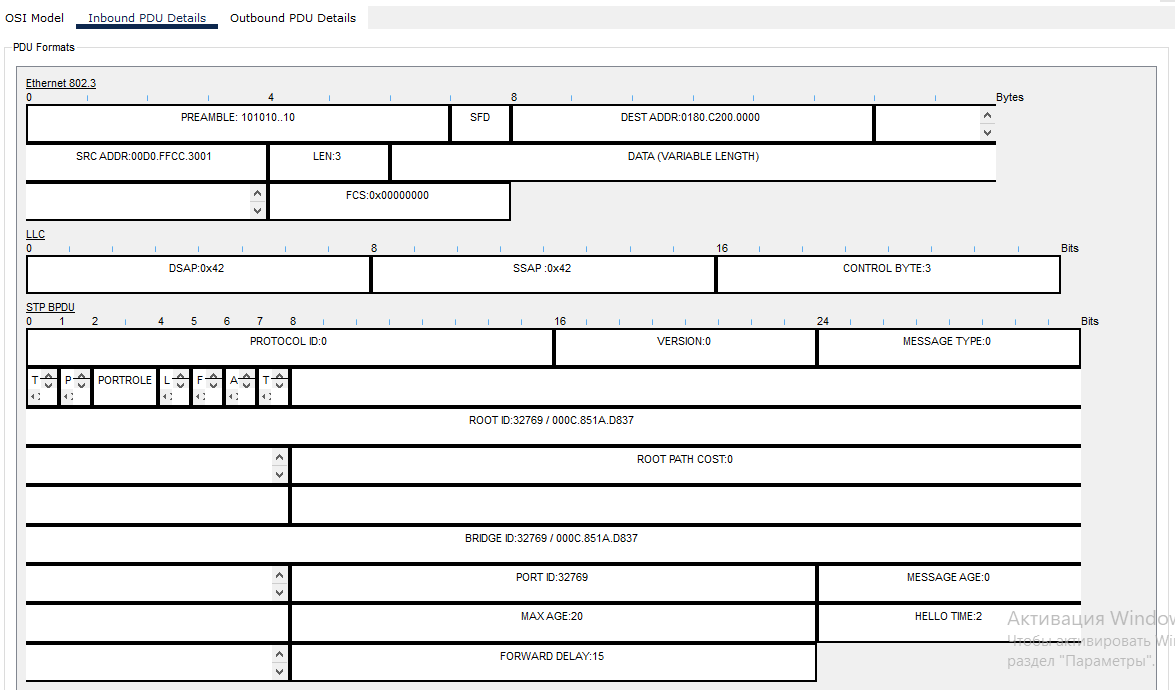 OSI Model Inbound PDU Details Outbound PDU Details
PDU Formats
Ethernet 802.3
0 4 8 Bytes
PREAMBLE: 101010..10 SFD DEST ADDR:0180.C200.0000
SRC ADDR:00D0.FFCC.3001 LEN:3 DATA (VARIABLE LENGTH)
FCS:0x00000000
LLC
0 8 16 Bits
DSAP:0x42 SSAP :0x42 CONTROL BYTE:3
STP BPDU
0 1 2 4 5 6 7 8 16 24 Bits
PROTOCOL ID:0 VERSION:0 MESSAGE TYPE:0
T P PORTROLE L F A T
ROOT ID:32769 / 000C.851A.D837
ROOT PATH COST:0
BRIDGE ID:32769 / 000C.851A.D837
PORT ID:32769 MESSAGE AGE:0
MAX AGE:20 HELLO TIME:2
FORWARD DELAY:15
Активация Window
Чтобы активировать Wi
раздел "Параметры".